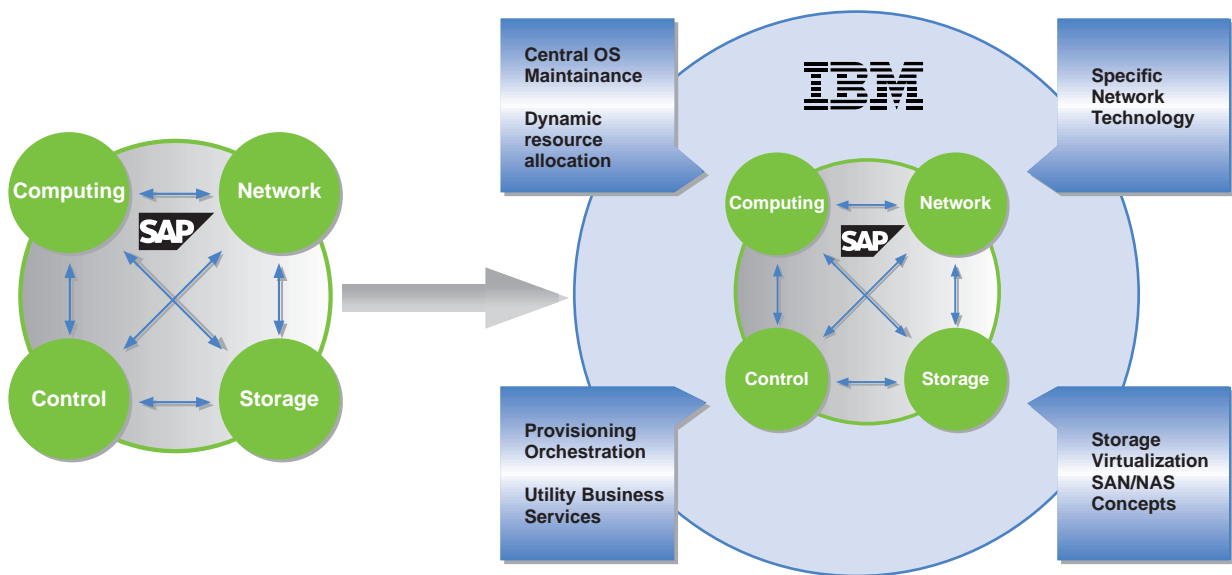 Computing
Network
SAP
Control
Storage
Central OS
Maintainance
Dynamic
resource
allocation
IBM
Specific
Network
Technology
Computing
Network
SAP
Control
Storage
Provisioning
Orchestration
Utility Business
Services
Storage
Virtualization
SAN/NAS
Concepts